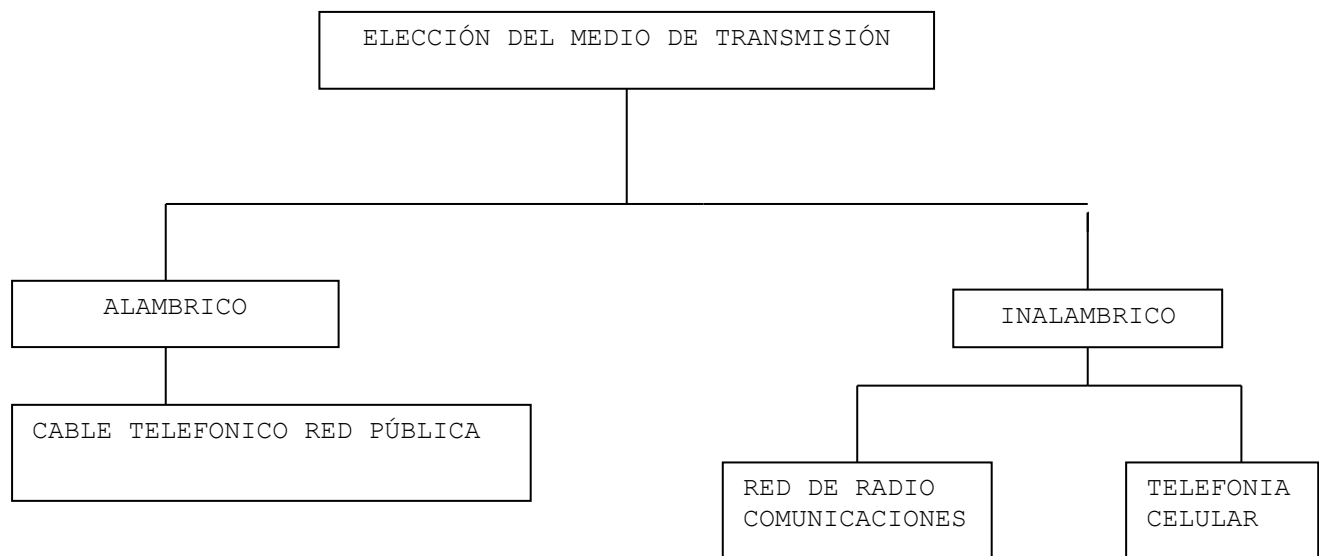 ELECCIÓN DEL MEDIO DE TRANSMISIÓN
ALAMBRICO
INALAMBRICO
CABLE TELEFONICO RED PÚBLICA
RED DE RADIO
COMUNICACIONES
TELEFONIA
CELULAR